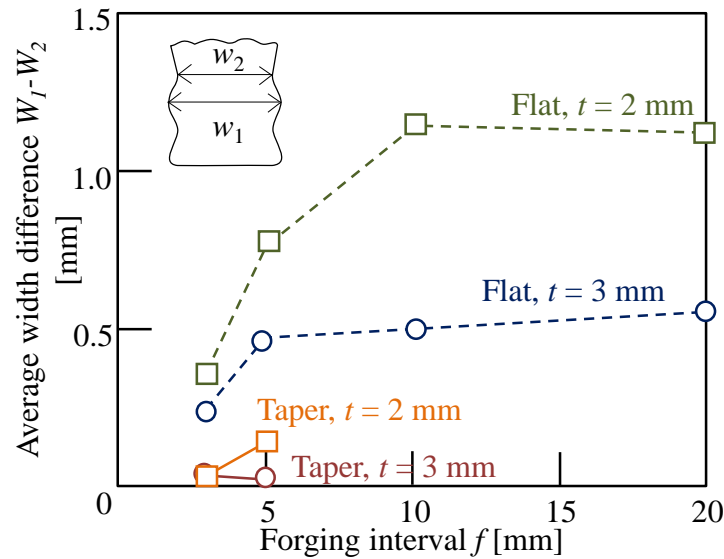 1.5
1.0
0.5
0
5
10
15
20
Average width difference W1-W2
[mm]
Forging interval f [mm]
w2
w1
Flat, t = 2 mm
Flat, t = 3 mm
Taper, t = 2 mm
Taper, t = 3 mm